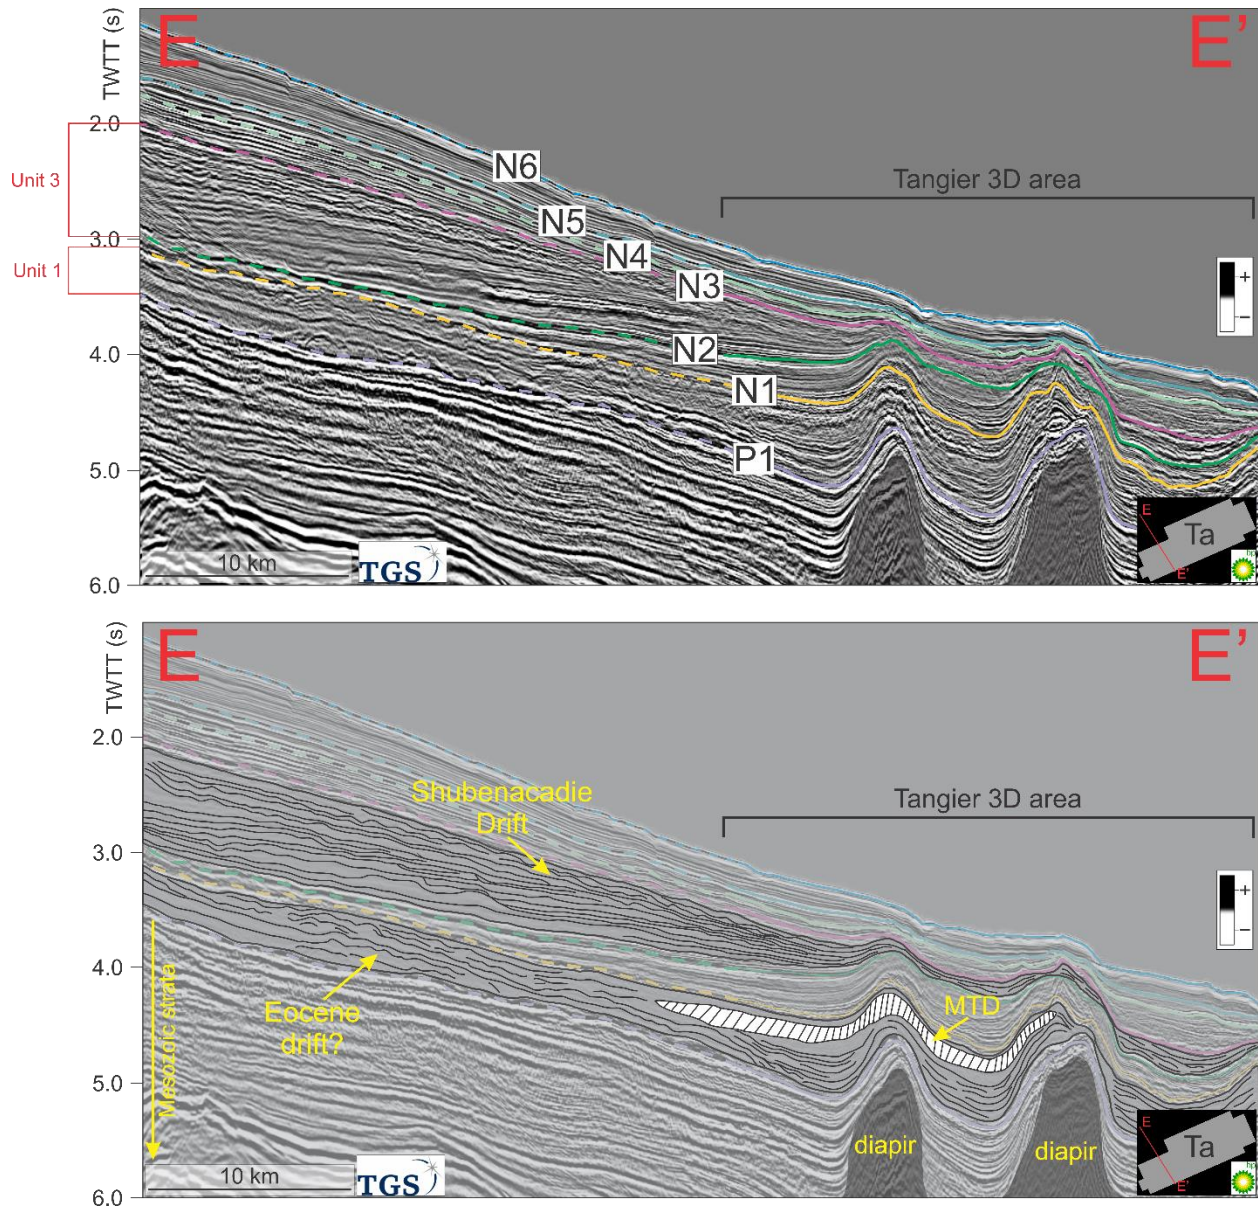 E
E'
TWTT (s)
2.0
Unit 3
N6
Tangier 3D area
N5
3.0
N4
Unit 1
N3
+
−
4.0
N2
N1
P1
5.0
E
Ta
E'
10 km
TGS
bp
6.0
E
E'
TWTT (s)
2.0
Shubenacadie
Drift
Tangier 3D area
3.0
+
−
4.0
Mesozoic strata
Eocene
drift?
MTD
5.0
E
Ta
E'
diapir
diapir
10 km
TGS
bp
6.0